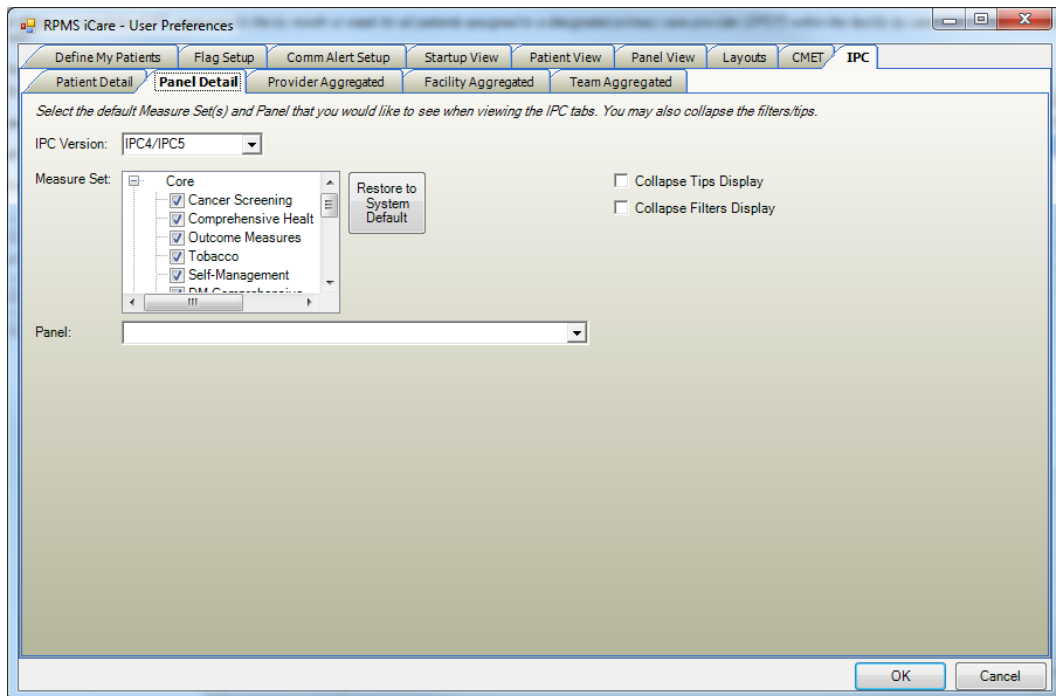 RPMS iCare - User Preferences
Define My Patients Flag Setup Comm Alert Setup Startup View Patient View Panel View Layouts CMET IPC
Patient Detail Panel Detail Provider Aggregated Facility Aggregated Team Aggregated
Select the default Measure Set(s) and Panel that you would like to see when viewing the IPC tabs. You may also collapse the filters/tips.
IPC Version: IPC4/IPC5
Measure Set:
Core
Cancer Screening
Comprehensive Healt
Outcome Measures
Tobacco
Self-Management
DM Comprehensive
Restore to
System
Default
Collapse Tips Display
Collapse Filters Display
Panel:
OK Cancel